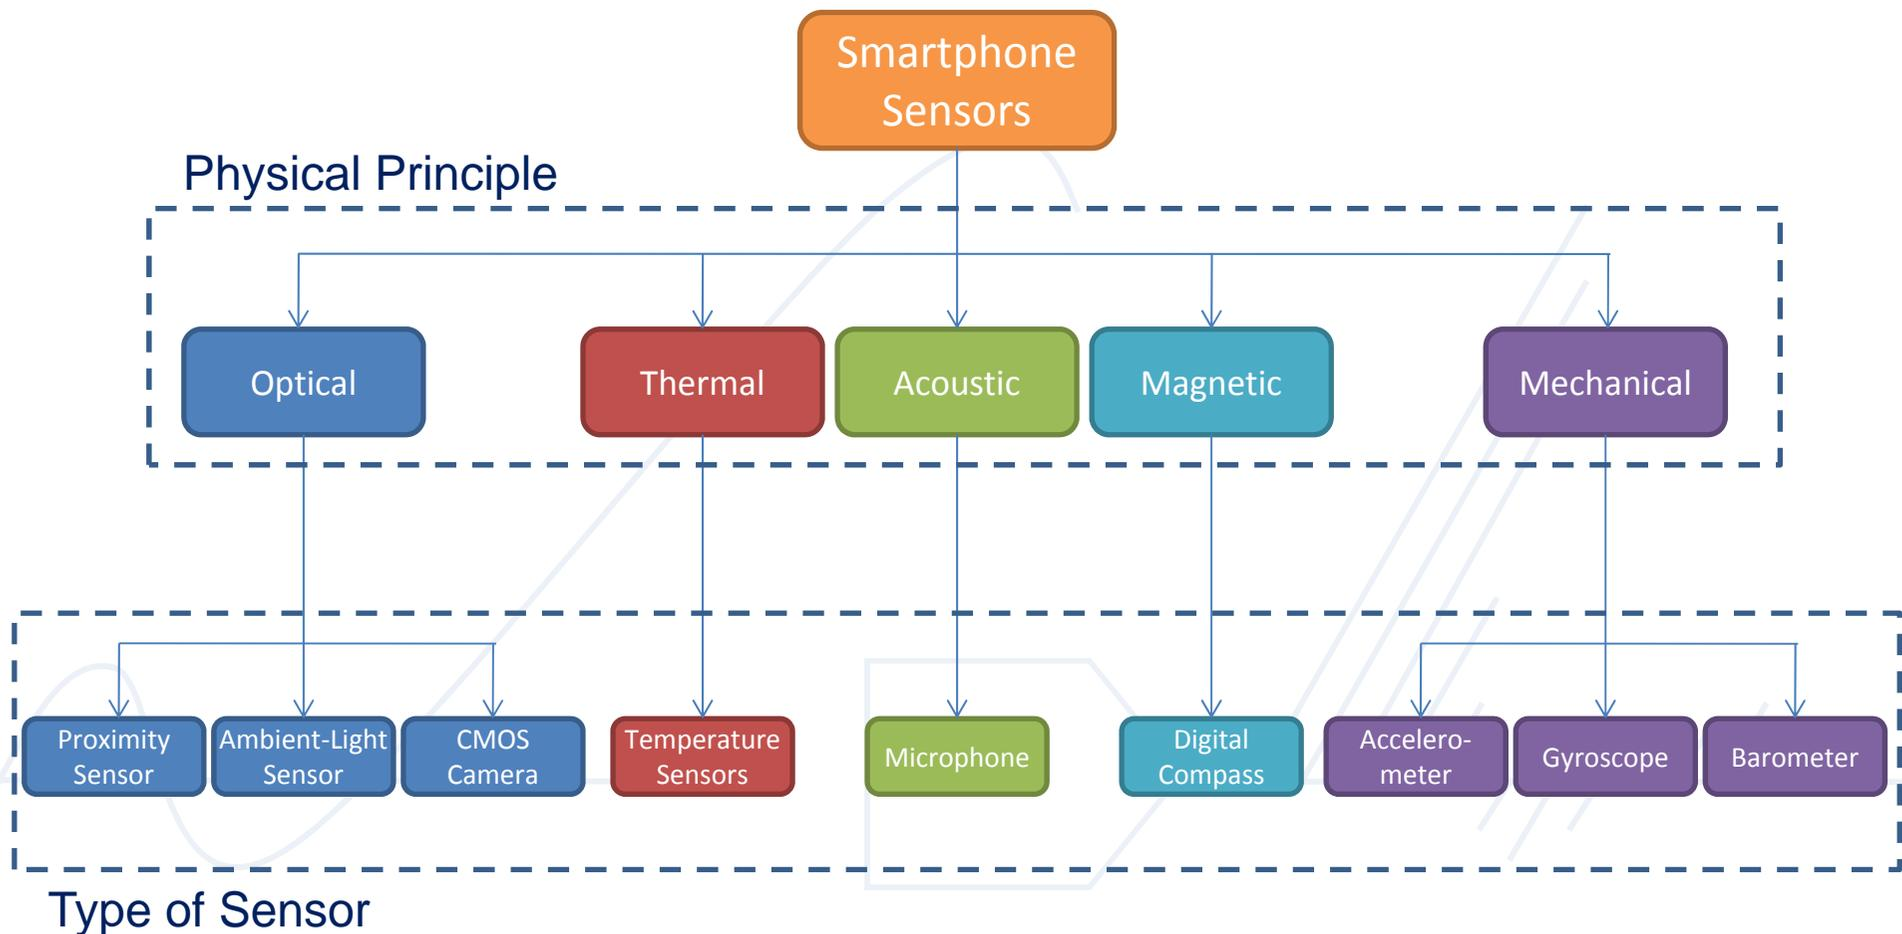 Smartphone
Sensors
Physical Principle
Optical
Thermal
Acoustic
Magnetic
Mechanical
Proximity
Sensor
Ambient-Light
Sensor
CMOS
Camera
Temperature
Sensors
Microphone
Digital
Compass
Accelero-
meter
Gyroscope
Barometer
Type of Sensor